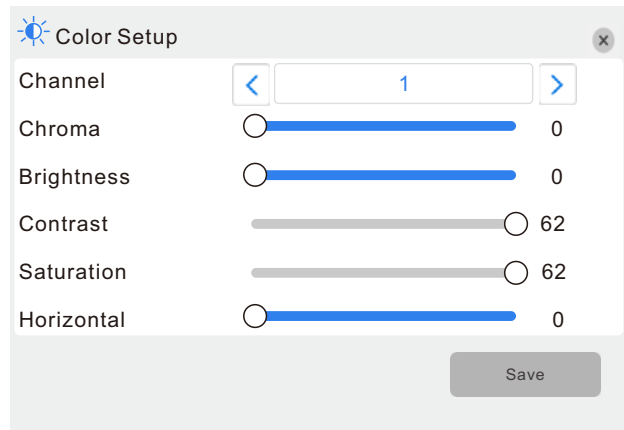 Color Setup
Channel 1
Chroma 0
Brightness 0
Contrast 62
Saturation 62
Horizontal 0
Save